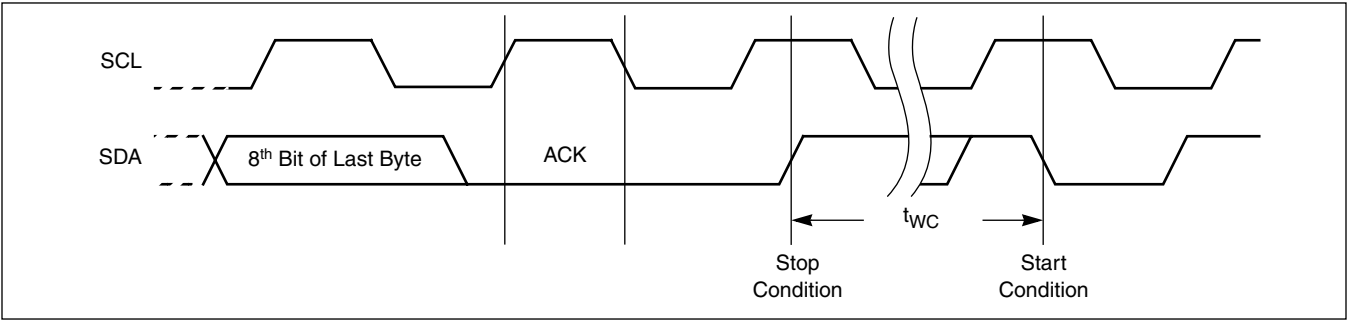 SCL
SDA
8th Bit of Last Byte
ACK
tWC
Stop
Condition
Start
Condition